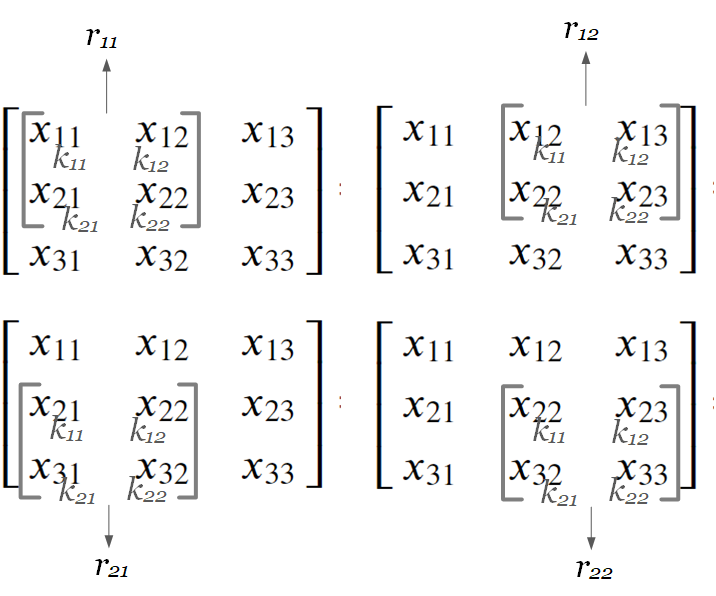 r11 r12
x11 x12 x13 x11 x12 x13
k11 k12 k11 k12
x21 x22 x23 x21 x22 x23
k21 k22 k21 k22
x31 x32 x33 x31 x32 x33
x11 x12 x13 x11 x12 x13
x21 x22 x23 x21 x22 x23
k11 k12 k11 k12
x31 x32 x33 x31 x32 x33
k21 k22 k21 k22
r21 r22